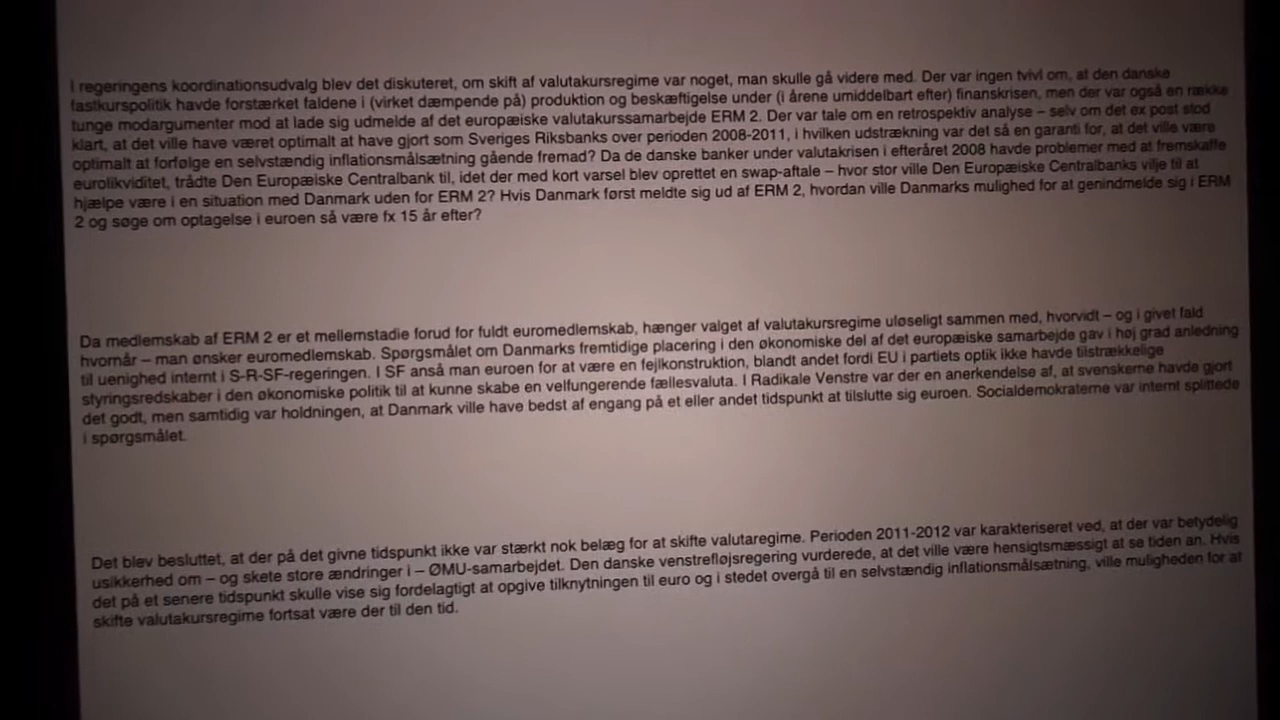 I regeringens koordinationsudvalg blev det diskuteret, om skift af valutakursregime var noget, man skulle gå videre med. Der var ingen tvivl om, at den danske
fastkurspolitik havde forstærket faldene i (virket dæmpende på) produktion og beskæftigelse under (i årene umiddelbart efter) finanskrisen, men der var også en række
tunge modargumenter mod at lade sig udmelde af det europæiske valutakurssamarbejde ERM 2. Der var tale om en retrospektiv analyse – selv om det ex post stod
klart, at det ville have været optimalt at have gjort som Sveriges Riksbanks over perioden 2008-2011, i hvilken udstrækning var det så en garanti for, at det ville være
optimalt at forfølge en selvstændig inflationsmålsætning gående fremad? Da de danske banker under valutakrisen i efteråret 2008 havde problemer med at fremskaffe
eurolikviditet, trådte Den Europæiske Centralbank til, idet der med kort varsel blev oprettet en swap-aftale – hvor stor ville Den Europæiske Centralbanks vilje til at
hjælpe være i en situation med Danmark uden for ERM 2? Hvis Danmark først meldte sig ud af ERM 2, hvordan ville Danmarks mulighed for at genindmelde sig i ERM
2 og søge om optagelse i euroen så være fx 15 år efter?
Da medlemskab af ERM 2 er et mellemstadie forud for fuldt euromedlemskab, hænger valget af valutakursregime uløseligt sammen med, hvorvidt – og i givet fald
hvornår – man ønsker euromedlemskab. Spørgsmålet om Danmarks fremtidige placering i den økonomiske del af det europæiske samarbejde gav i høj grad anledning
til uenighed internt i S-R-SF-regeringen. I SF anså man euroen for at være en fejlkonstruktion, blandt andet fordi EU i partiets optik ikke havde tilstrækkelige
styringsredskaber i den økonomiske politik til at kunne skabe en velfungerende fællesvaluta. I Radikale Venstre var der en anerkendelse af, at svenskerne havde gjort
det godt, men samtidig var holdningen, at Danmark ville have bedst af engang på et eller andet tidspunkt at tilslutte sig euroen. Socialdemokraterne var internt splittede
i spørgsmålet.
Det blev besluttet, at der på det givne tidspunkt ikke var stærkt nok belæg for at skifte valutaregime. Perioden 2011-2012 var karakteriseret ved, at der var betydelig
usikkerhed om – og skete store ændringer i – ØMU-samarbejdet. Den danske venstrefløjsregering vurderede, at det ville være hensigtsmæssigt at se tiden an. Hvis
det på et senere tidspunkt skulle vise sig fordelagtigt at opgive tilknytningen til euro og i stedet overgå til en selvstændig inflationsmålsætning, ville muligheden for at
skifte valutakursregime fortsat være der til den tid.